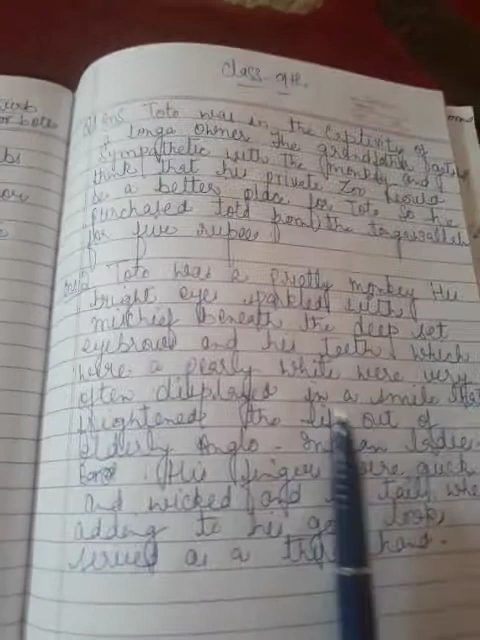 Class - 9th.
Q1 Ans Toto was in the captivity of
a Tonga Owner The grandfather
sympathetic with the monkey and
think that his private Zoo would
be a better place for Toto so he
purchased toto from the tongawallah
for five rupees.
Ans2 Toto was a pretty monkey His
bright eyes sparkled with
mischief beneath the deep set
eyebrows and his teeth, which
were a pearly white were very
often displayed in a smile that
frightened the life out of
elderly Anglo - Indian ladies
His fingers were quick
and wicked and tail, whe
adding to his go looks
served as a third hand.